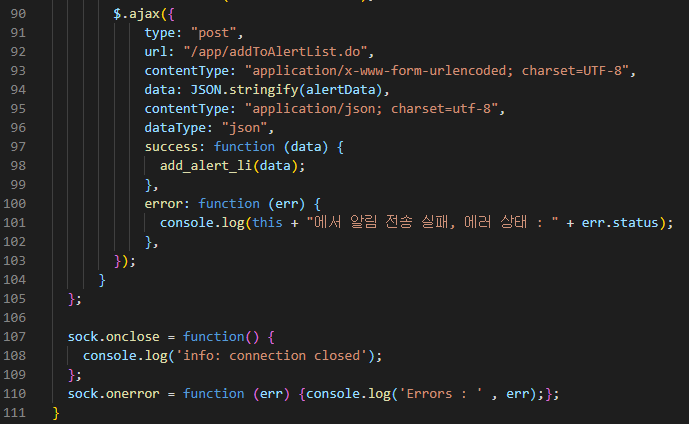 90 $.ajax({
91 type: "post",
92 url: "/app/addToAlertList.do",
93 contentType: "application/x-www-form-urlencoded; charset=UTF-8",
94 data: JSON.stringify(alertData),
95 contentType: "application/json; charset=utf-8",
96 dataType: "json",
97 success: function (data) {
98 add_alert_li(data);
99 },
100 error: function (err) {
101 console.log(this + "에서 알림 전송 실패, 에러 상태 : " + err.status);
102 },
103 });
104 }
105 };
106
107 sock.onclose = function() {
108 console.log('info: connection closed');
109 };
110 sock.onerror = function (err) {console.log('Errors : ' , err);};
111 }